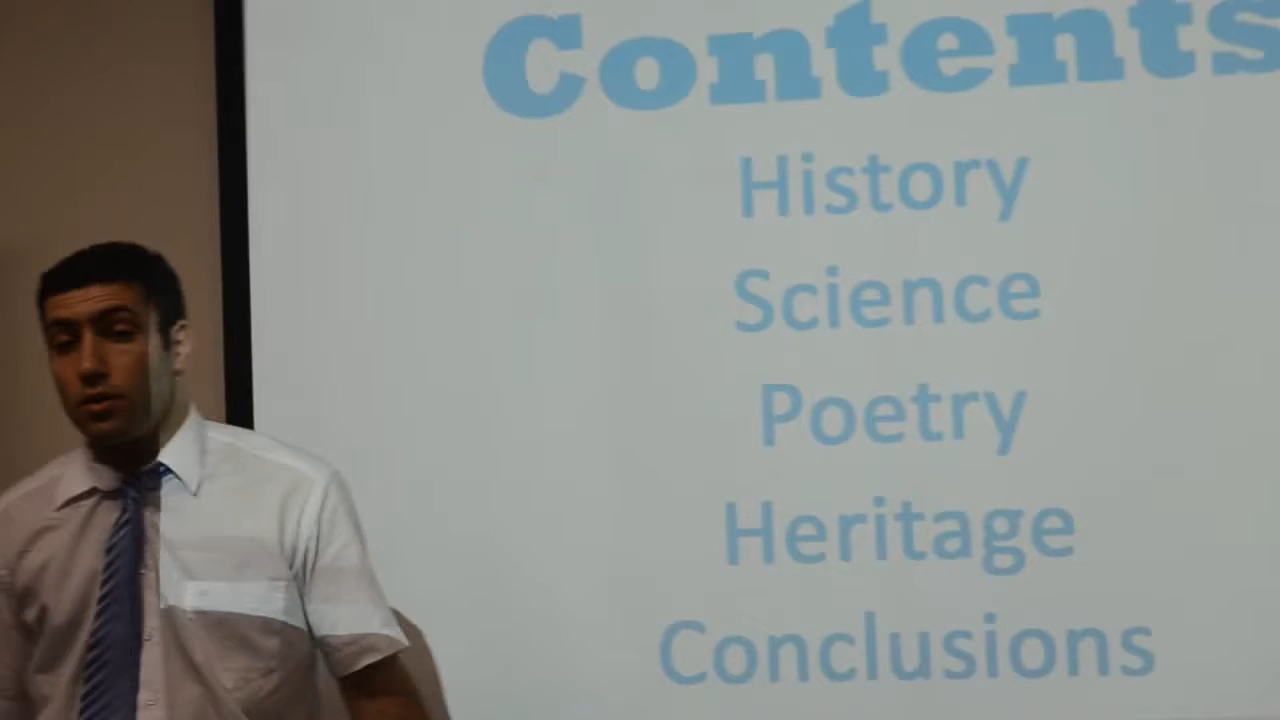 Contents
History
Science
Poetry
Heritage
Conclusions